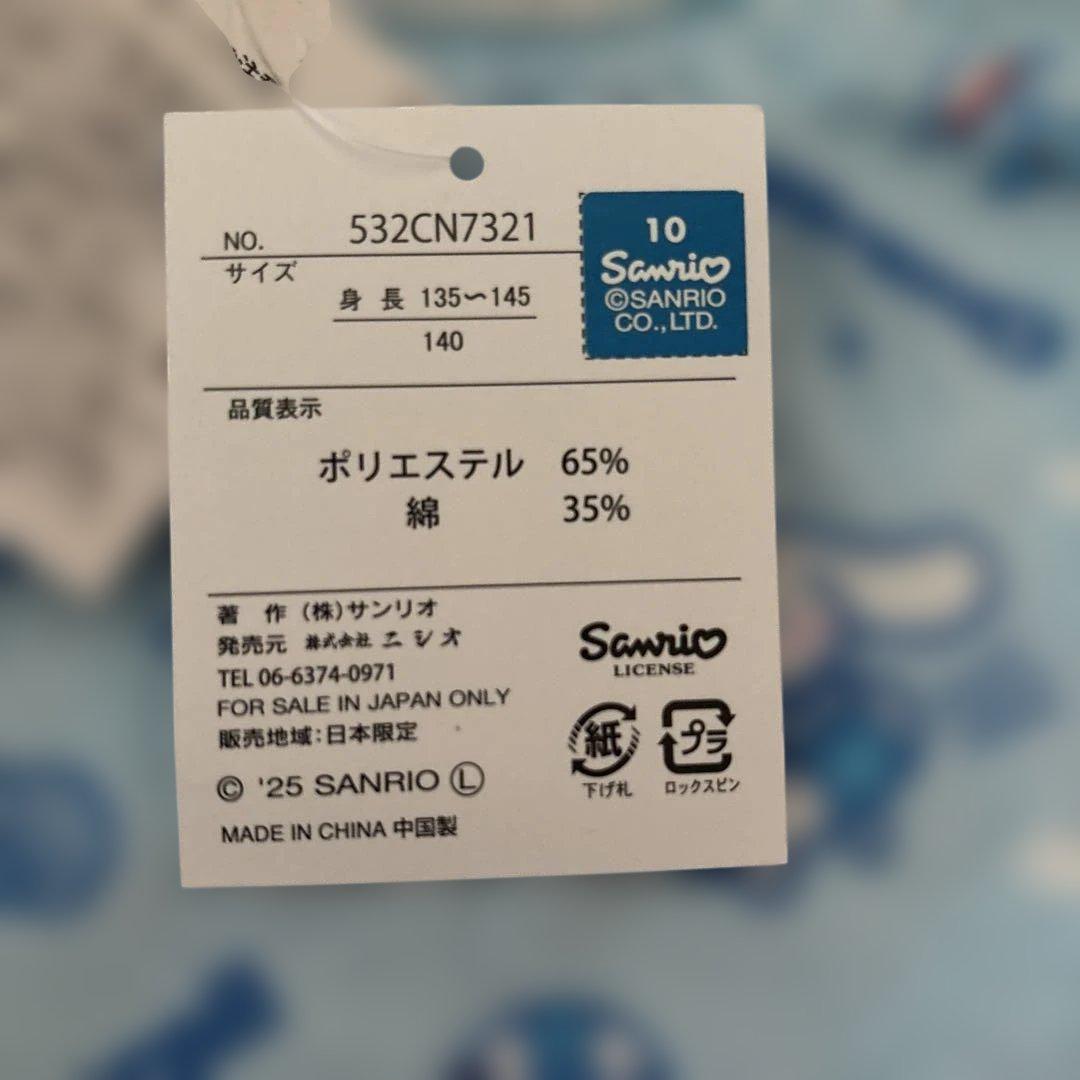 NO. 532CN7321
10
Sanrio
©SANRIO
CO., LTD.
サイズ
身長 135〜145
140
品質表示
ポリエステル 65%
綿 35%
著 作 (株)サンリオ
発売元 株式会社 ニシオ
TEL 06-6374-0971
FOR SALE IN JAPAN ONLY
販売地域:日本限定
© '25 SANRIO Ⓛ
MADE IN CHINA 中国製
Sanrio
LICENSE
紙
下げ札
プラ
ロックスピン